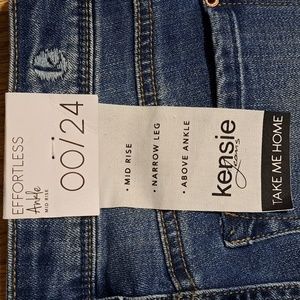 EFFORTLESS
Ankle
MID RISE
00/24
• MID RISE
• NARROW LEG
• ABOVE ANKLE
kensie
Jeans
TAKE ME HOME